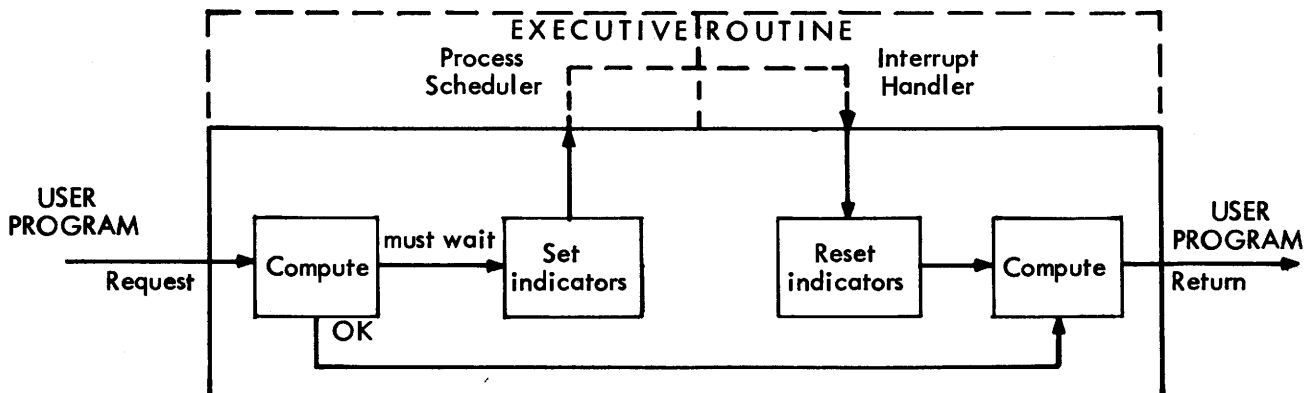 EXECUTIVE ROUTINE
Process
Scheduler
Interrupt
Handler
USER
PROGRAM
Request
Compute
must wait
Set
indicators
OK
Reset
indicators
Compute
USER
PROGRAM
Return